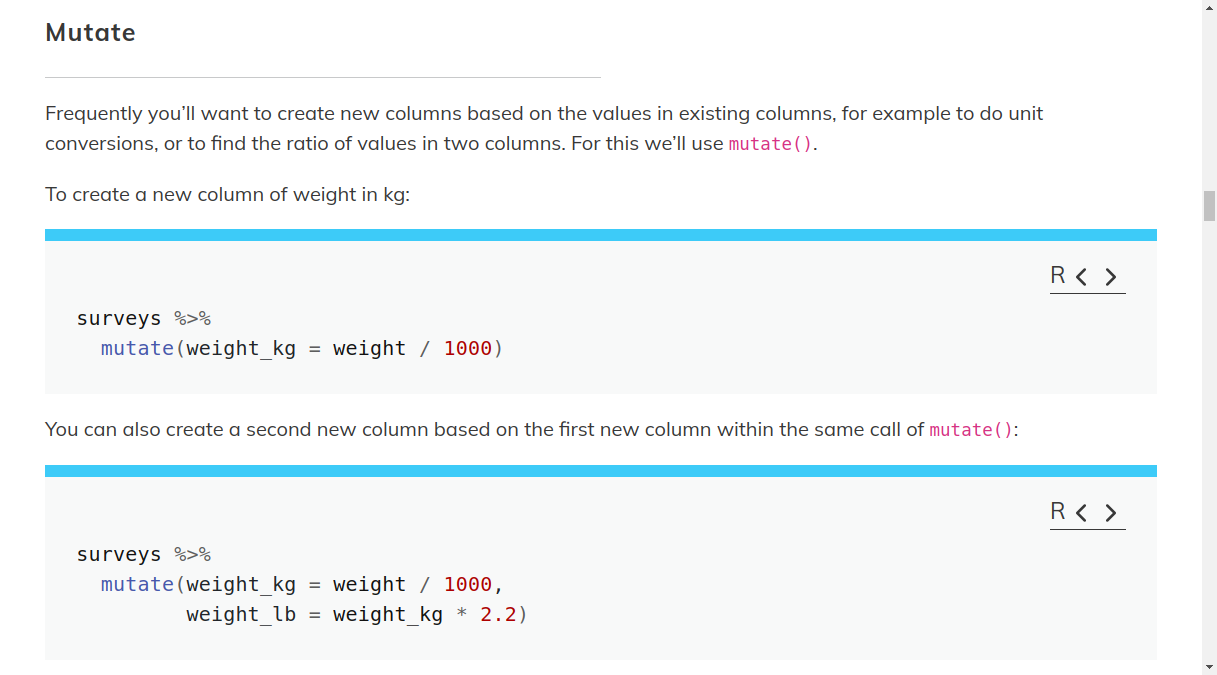 Mutate
Frequently you’ll want to create new columns based on the values in existing columns, for example to do unit
conversions, or to find the ratio of values in two columns. For this we’ll use mutate().
To create a new column of weight in kg:
R < >
surveys %>%
  mutate(weight_kg = weight / 1000)
You can also create a second new column based on the first new column within the same call of mutate():
R < >
surveys %>%
  mutate(weight_kg = weight / 1000,
         weight_lb = weight_kg * 2.2)